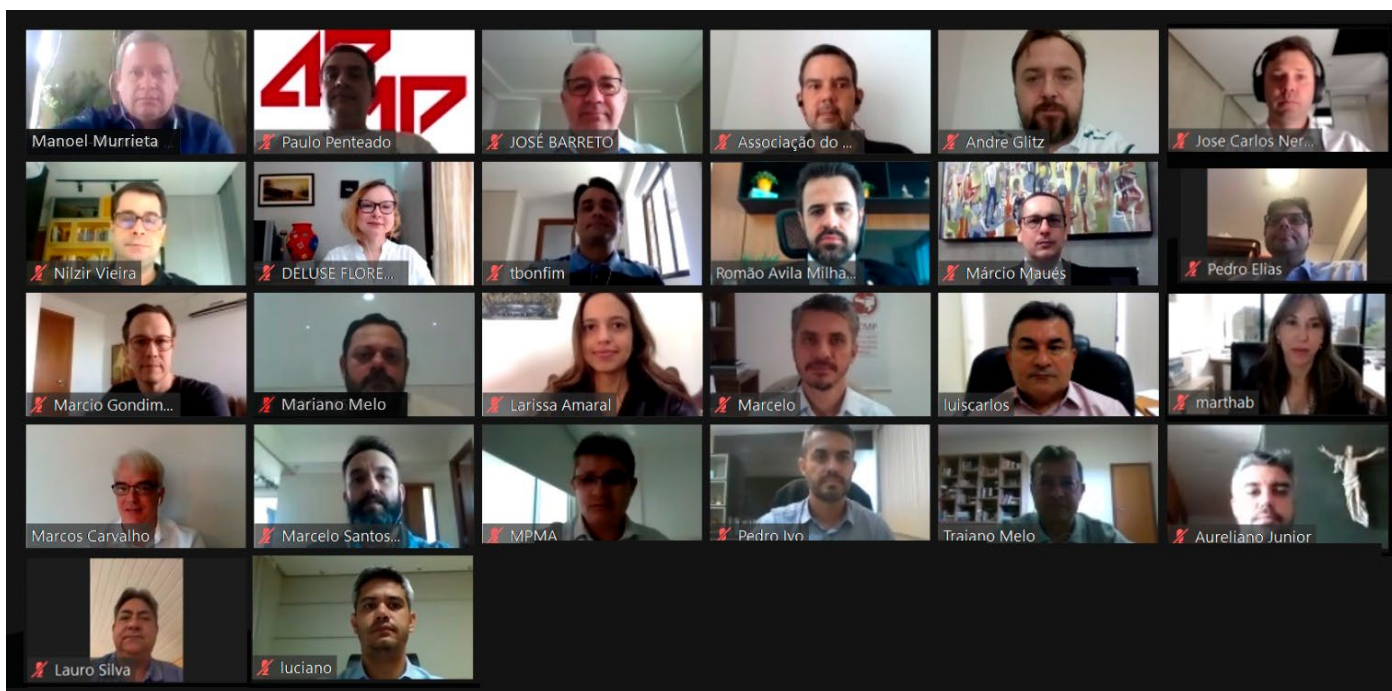 Manoel Murrieta
Paulo Penteado
JOSÉ BARRETO
Associação do ...
Andre Glitz
Jose Carlos Ner...
Nilzir Vieira
DELUSE FLORE...
tbonfim
Romão Avila Milha...
Márcio Maués
Pedro Elias
Marcio Gondim...
Mariano Melo
Larissa Amaral
CMP
Marcelo
luiscarlos
marthab
Marcos Carvalho
Marcelo Santos...
MPMA
Pedro Ivo
Traiano Melo
Aureliano Junior
Lauro Silva
luciano